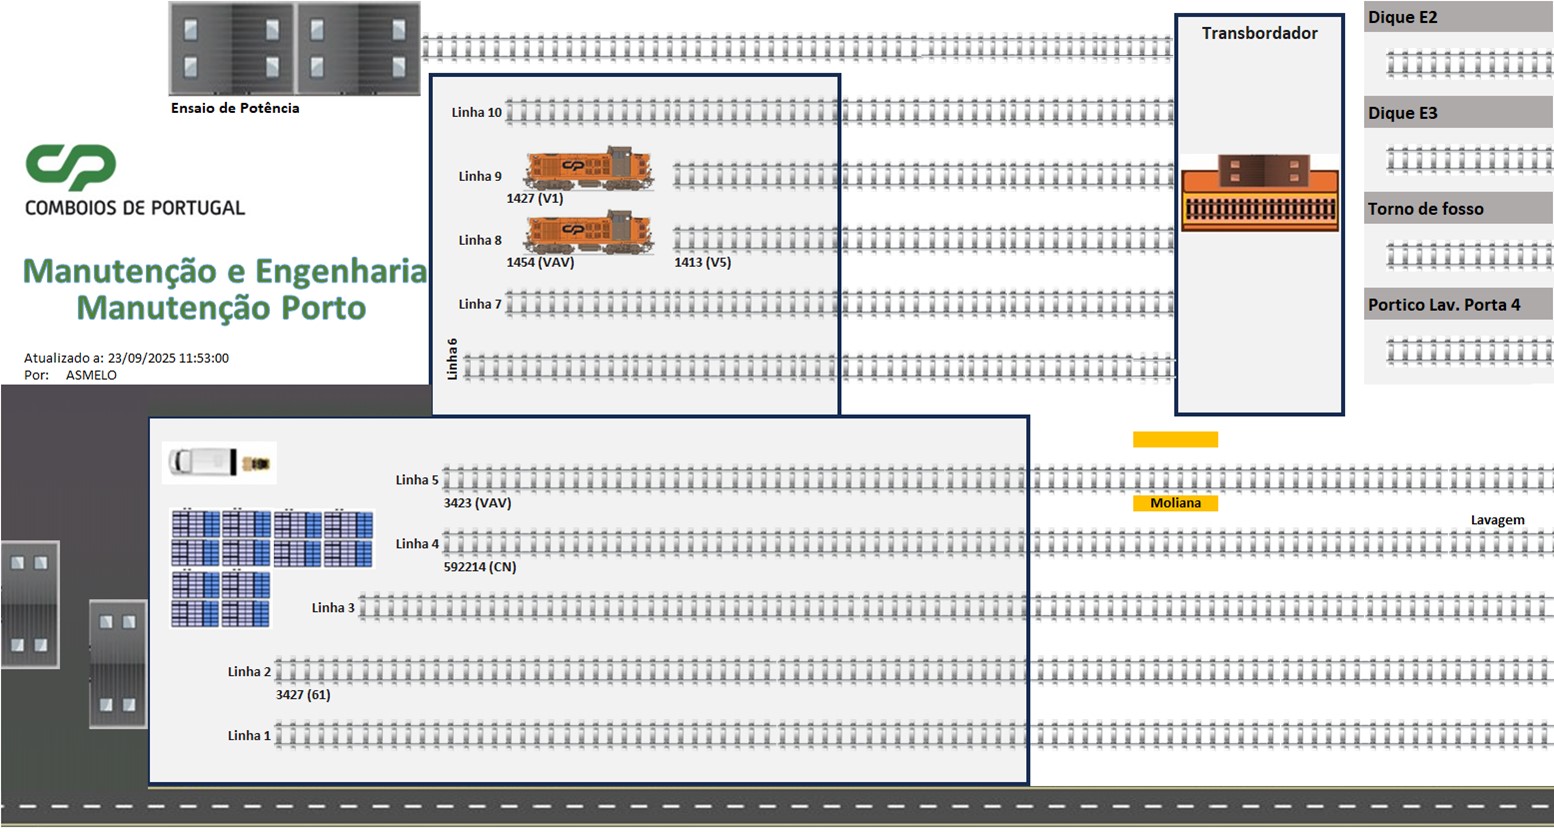 Ensaio de Potência
CP
COMBOIOS DE PORTUGAL
Manutenção e Engenharia
Manutenção Porto
Atualizado a: 23/09/2025 11:53:00
Por: ASMELO
Linha 10
Linha 9
CP
1427 (V1)
Linha 8
CP
1454 (VAV)
1413 (V5)
Linha 7
Linha 6
Transbordador
Dique E2
Dique E3
Torno de fosso
Portico Lav. Porta 4
Linha 5
3423 (VAV)
Moliana
Lavagem
Linha 4
592214 (CN)
Linha 3
Linha 2
3427 (61)
Linha 1